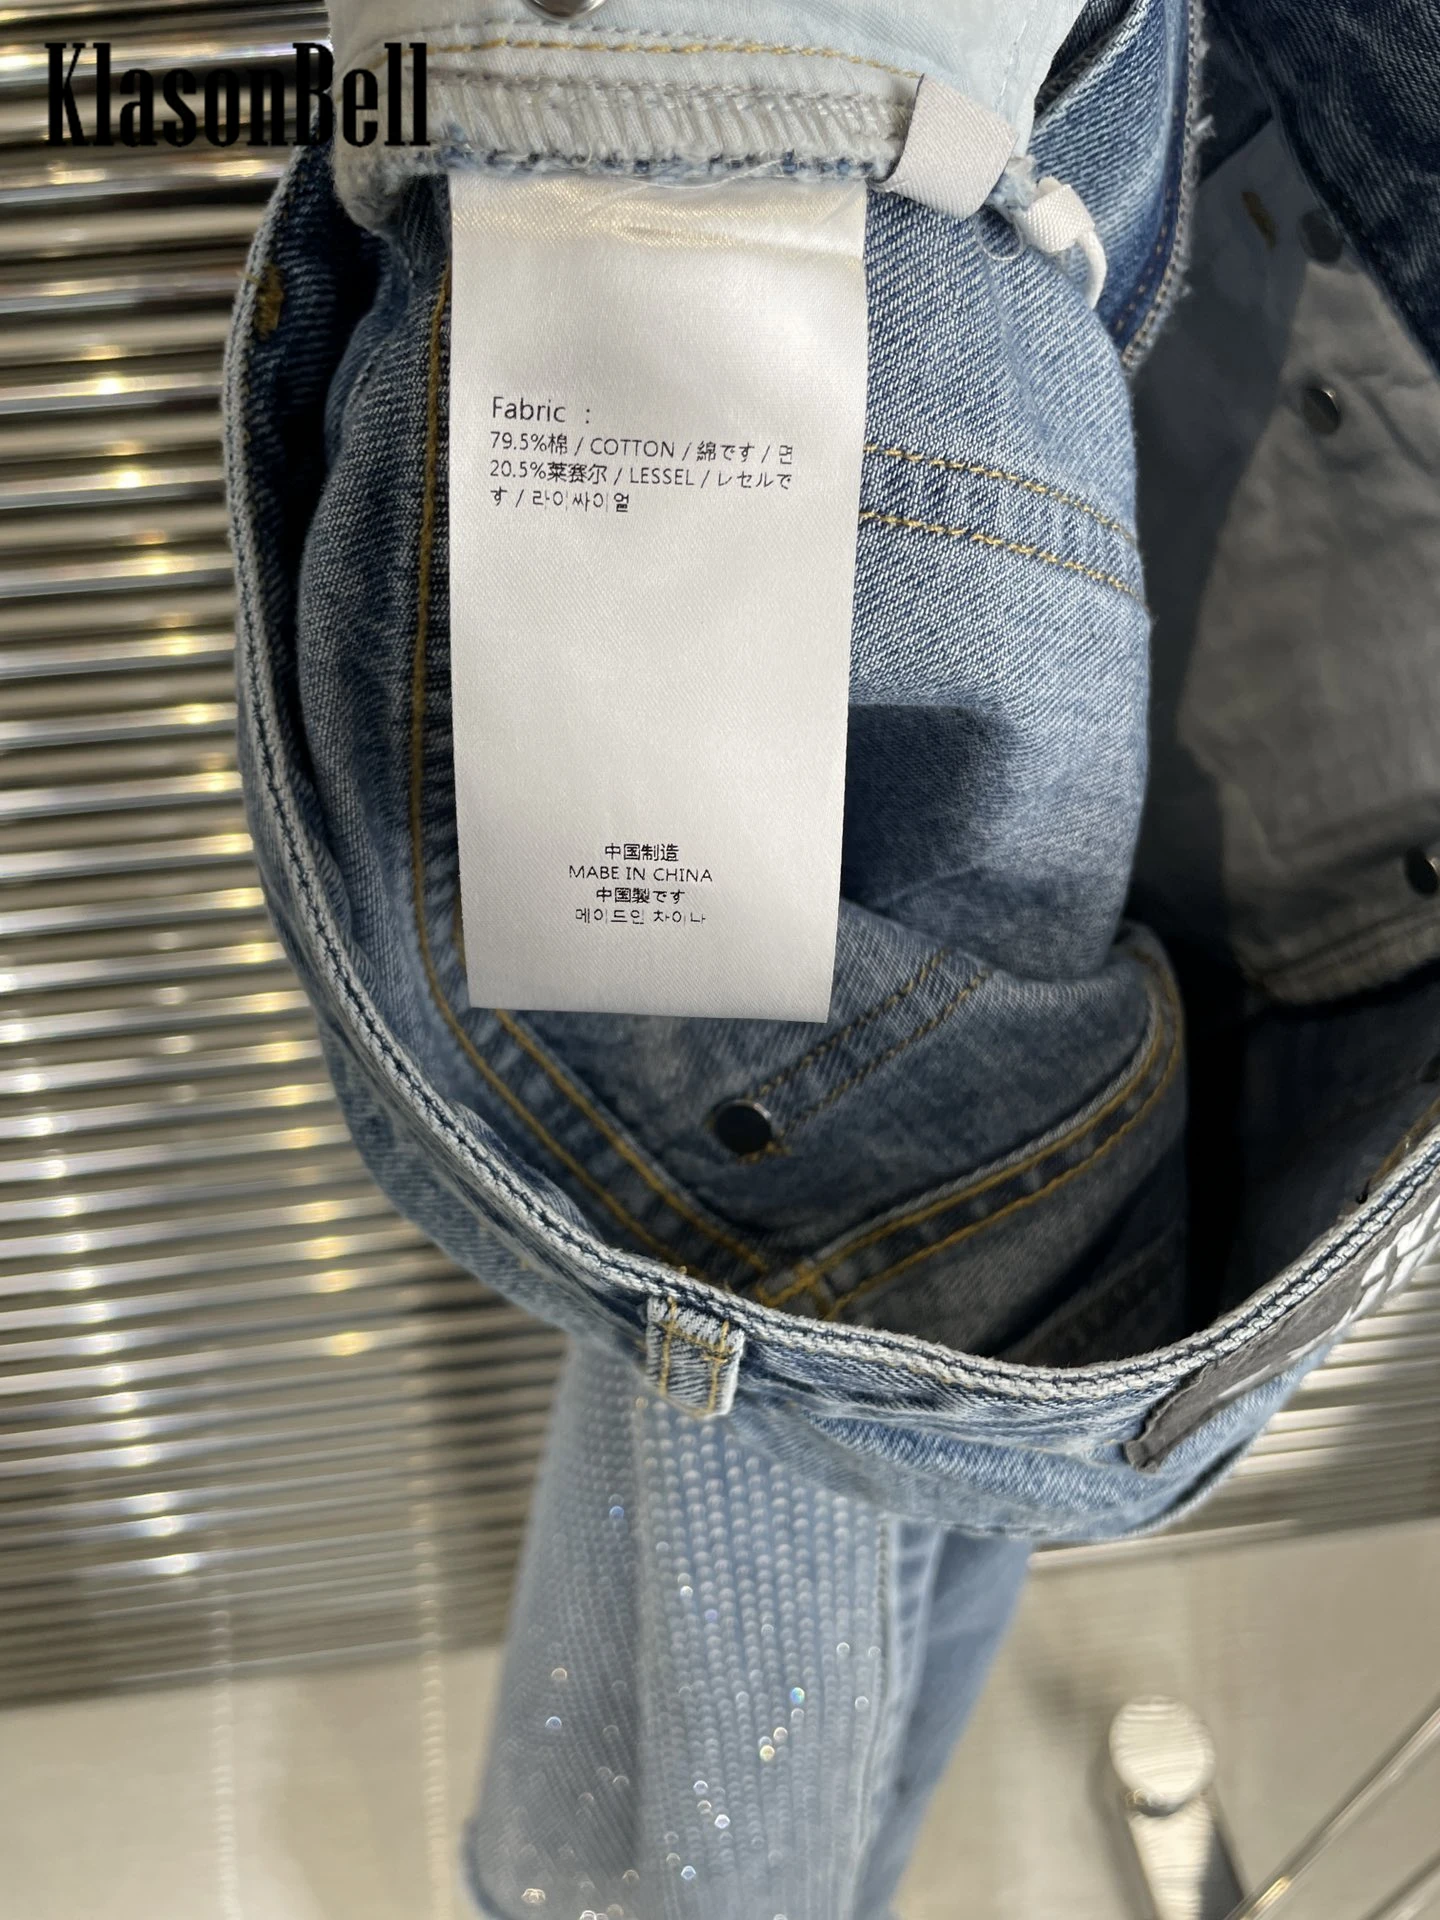 KlasonBell
Fabric :
79.5%棉 / COTTON / 綿です / 면
20.5%莱赛尔 / LESSEL / レセルで
す / 라이싸이얼
中国制造
MABE IN CHINA
中国製です
메이드인 차이나